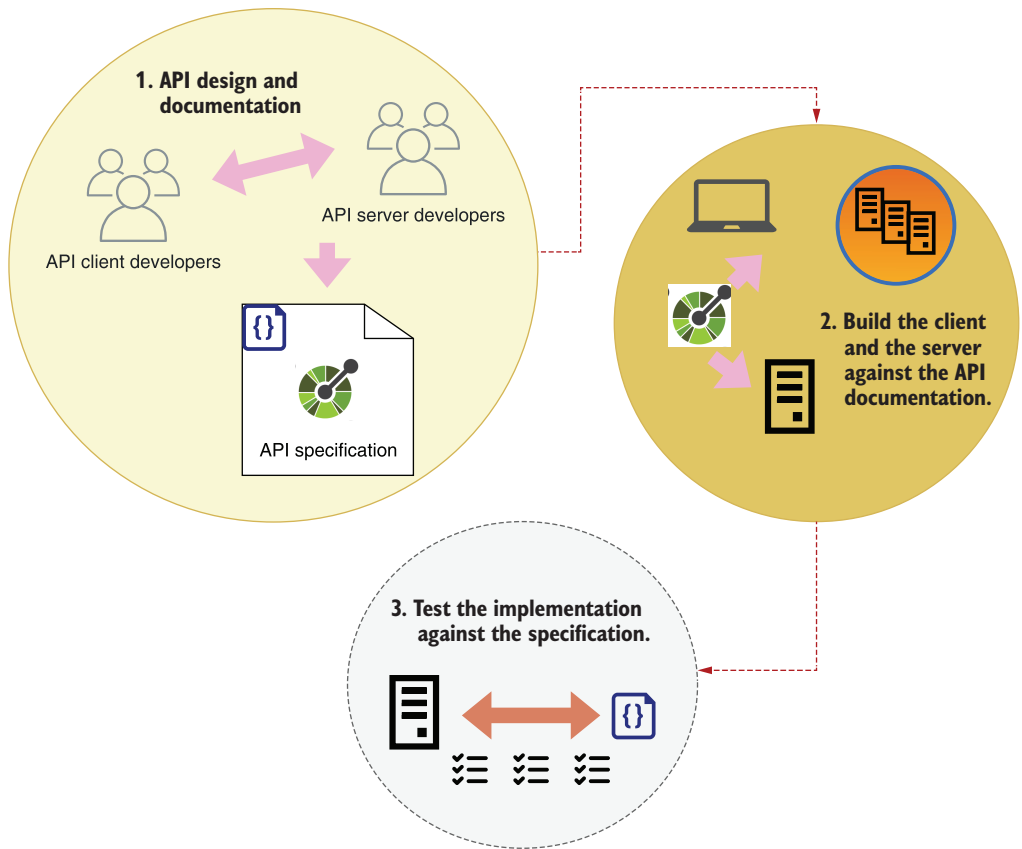 1. API design and
documentation
API server developers
API client developers
{}
API specification
2. Build the client
and the server
against the API
documentation.
3. Test the implementation
against the specification.
{}